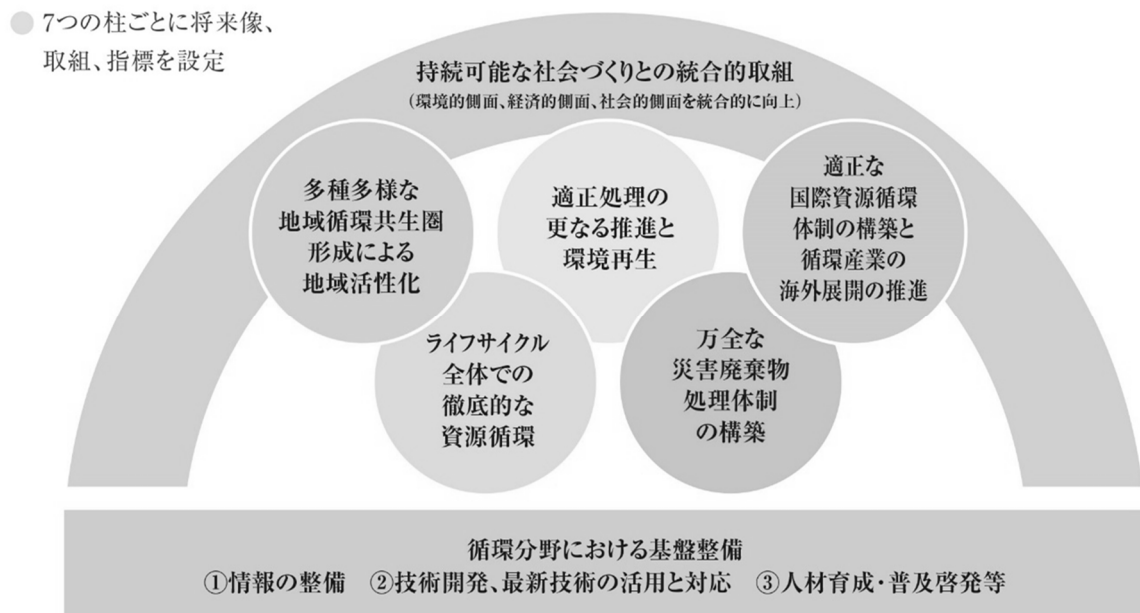 7つの柱ごとに将来像、
取組、指標を設定
持続可能な社会づくりとの統合的取組
(環境的側面、経済的側面、社会的側面を統合的に向上)
多種多様な
地域循環共生圏
形成による
地域活性化
適正処理の
更なる推進と
環境再生
適正な
国際資源循環
体制の構築と
循環産業の
海外展開の推進
ライフサイクル
全体での
徹底的な
資源循環
万全な
災害廃棄物
処理体制
の構築
循環分野における基盤整備
①情報の整備 ②技術開発、最新技術の活用と対応 ③人材育成・普及啓発等